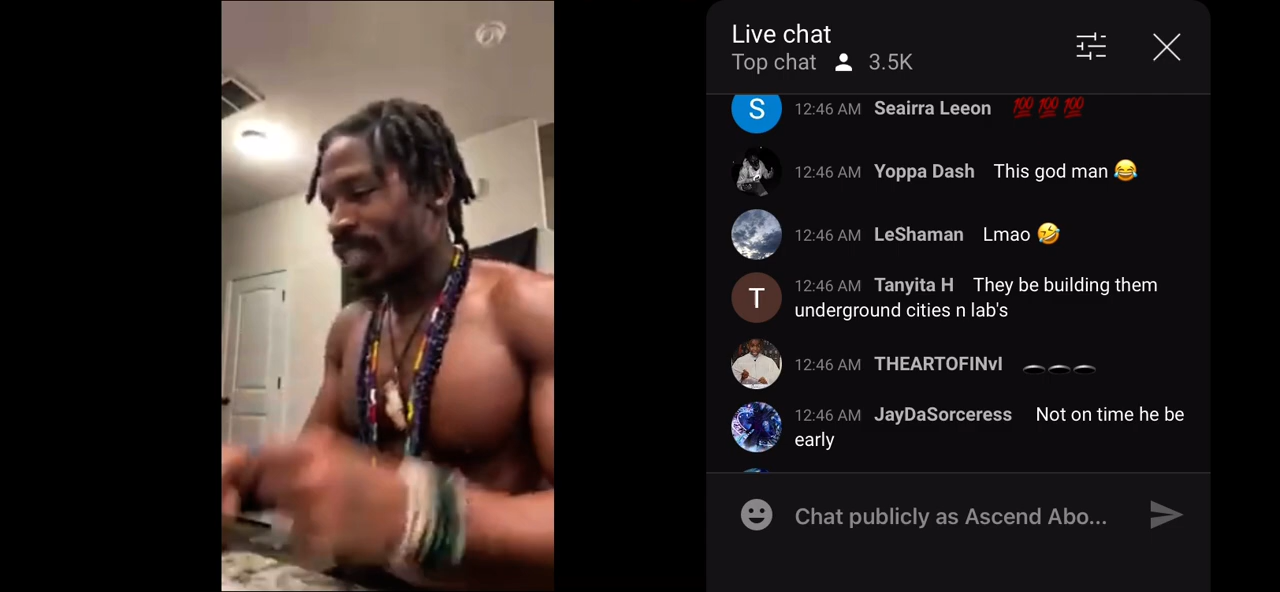 Live chat
Top chat 3.5K
S 12:46 AM Seairra Leeon 💯💯💯
12:46 AM Yoppa Dash This god man 😂
12:46 AM LeShaman Lmao 🤣
T 12:46 AM Tanyita H They be building them
underground cities n lab's
12:46 AM THEARTOFINvI 🕳️🕳️🕳️
12:46 AM JayDaSorceress Not on time he be
early
Chat publicly as Ascend Abo...